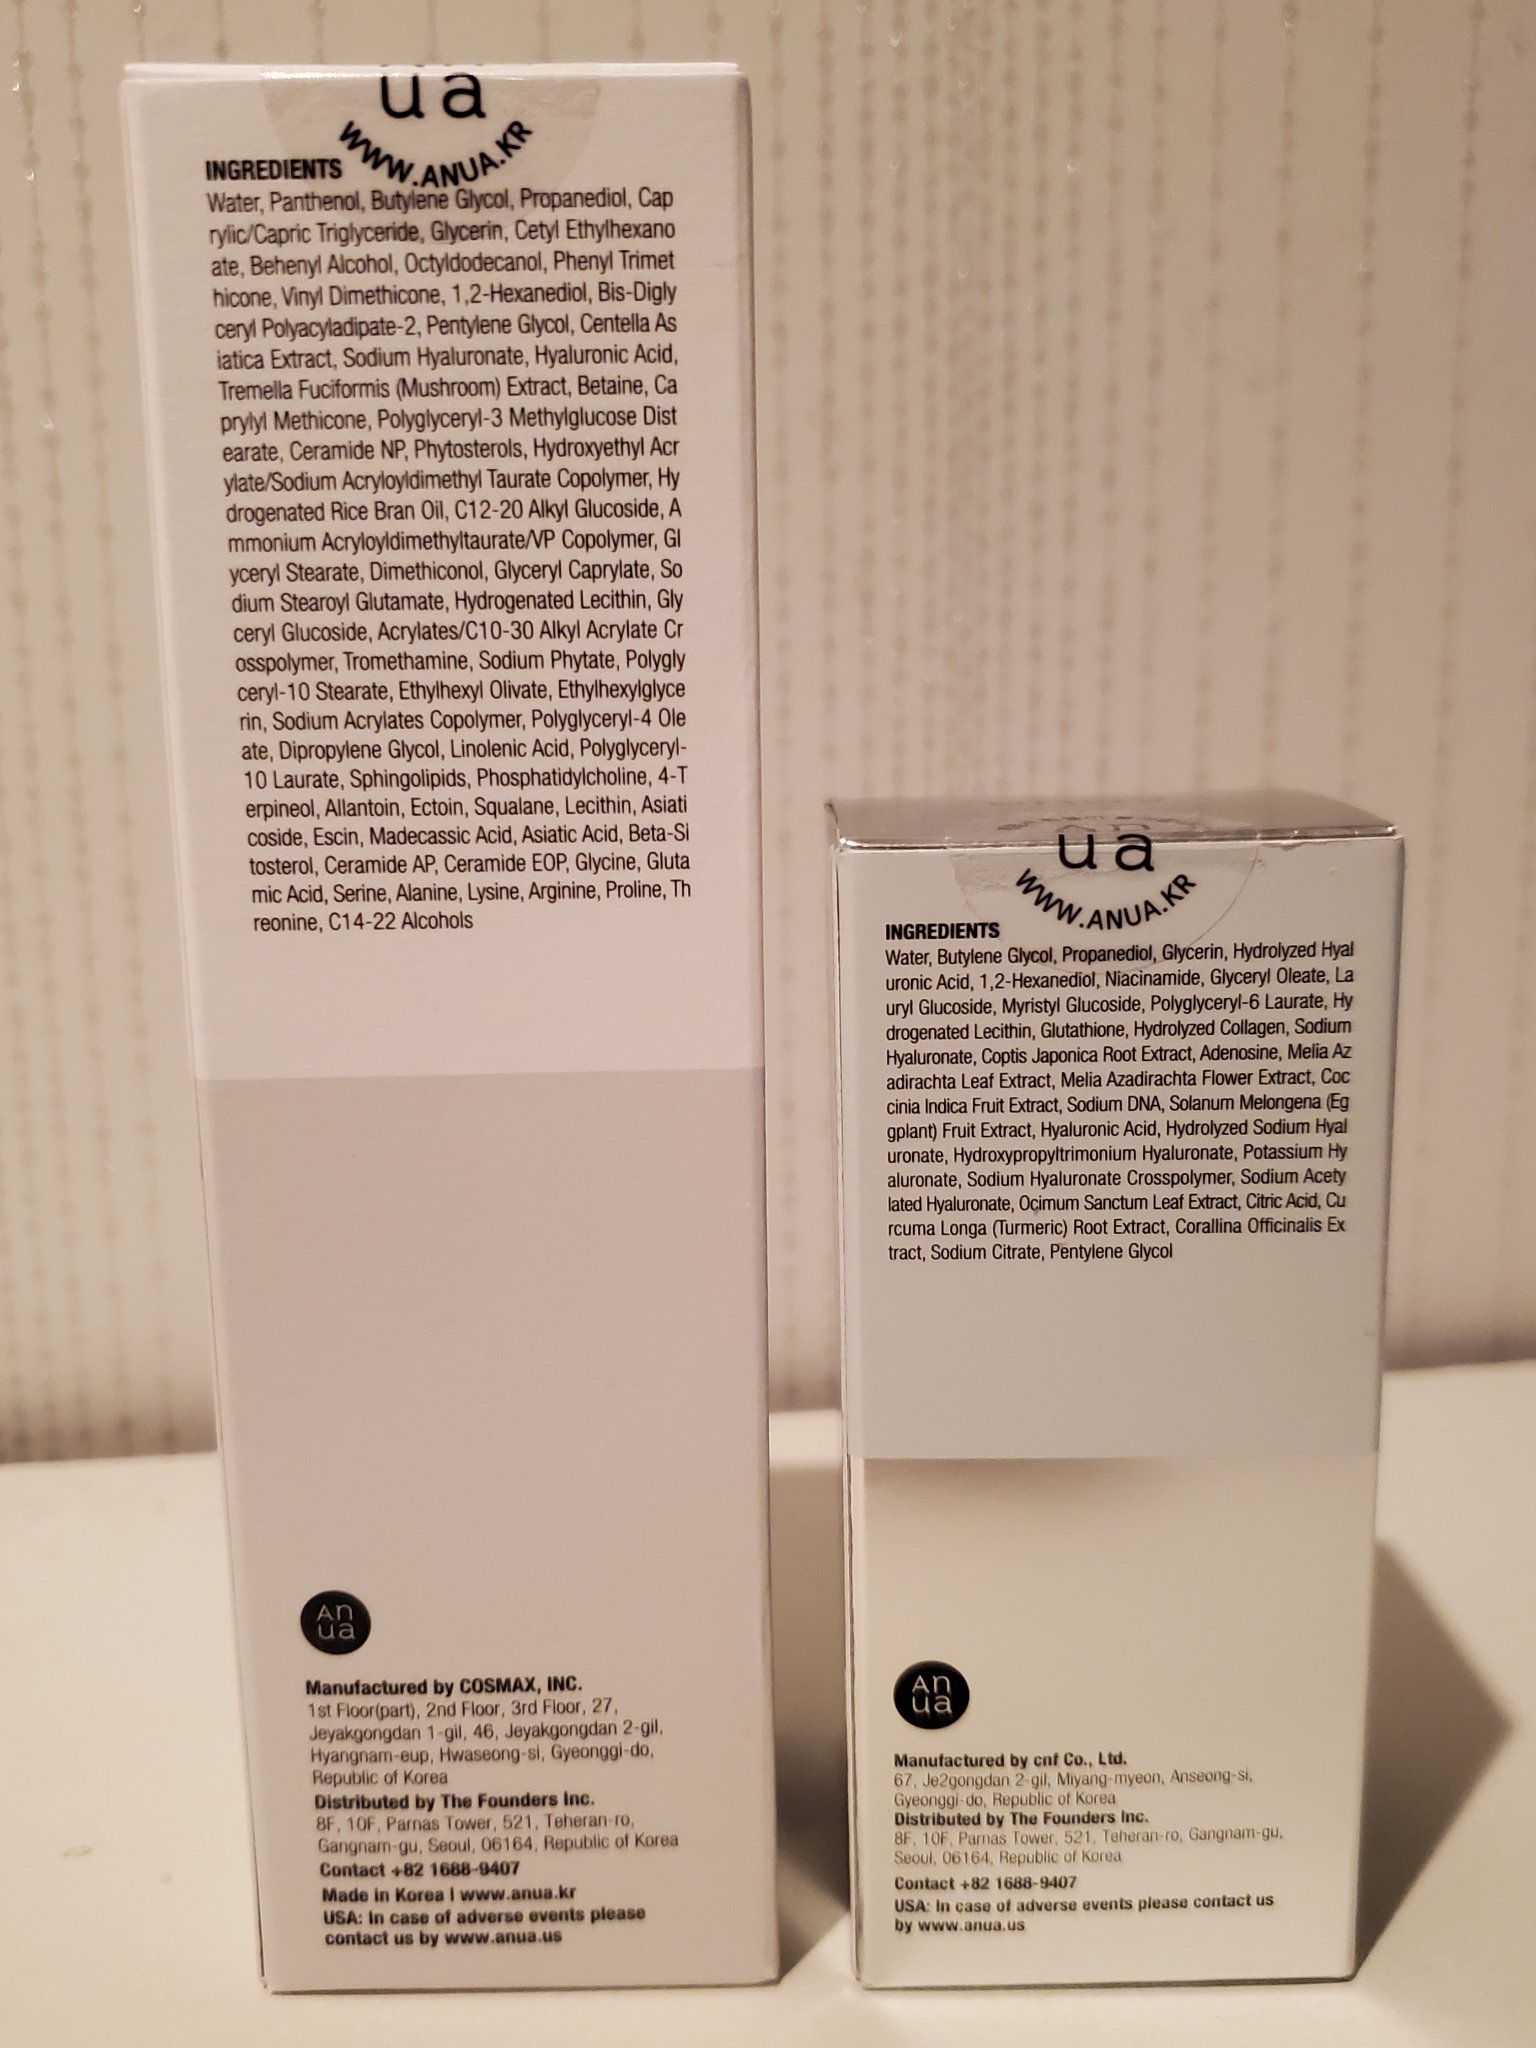 ua
WWW.ANUA.KR
INGREDIENTS
Water, Panthenol, Butylene Glycol, Propanediol, Cap
rylic/Capric Triglyceride, Glycerin, Cetyl Ethylhexano
ate, Behenyl Alcohol, Octyldodecanol, Phenyl Trimet
hicone, Vinyl Dimethicone, 1,2-Hexanediol, Bis-Digly
ceryl Polyacyladipate-2, Pentylene Glycol, Centella As
iatica Extract, Sodium Hyaluronate, Hyaluronic Acid,
Tremella Fuciformis (Mushroom) Extract, Betaine, Ca
prylyl Methicone, Polyglyceryl-3 Methylglucose Dist
earate, Ceramide NP, Phytosterols, Hydroxyethyl Acr
ylate/Sodium Acryloyldimethyl Taurate Copolymer, Hy
drogenated Rice Bran Oil, C12-20 Alkyl Glucoside, A
mmonium Acryloyldimethyltaurate/VP Copolymer, Gl
yceryl Stearate, Dimethiconol, Glyceryl Caprylate, So
dium Stearoyl Glutamate, Hydrogenated Lecithin, Gly
ceryl Glucoside, Acrylates/C10-30 Alkyl Acrylate Cr
osspolymer, Tromethamine, Sodium Phytate, Polygly
ceryl-10 Stearate, Ethylhexyl Olivate, Ethylhexylglyce
rin, Sodium Acrylates Copolymer, Polyglyceryl-4 Ole
ate, Dipropylene Glycol, Linolenic Acid, Polyglyceryl-
10 Laurate, Sphingolipids, Phosphatidylcholine, 4-T
erpineol, Allantoin, Ectoin, Squalane, Lecithin, Asiati
coside, Escin, Madecassic Acid, Asiatic Acid, Beta-Si
tosterol, Ceramide AP, Ceramide EOP, Glycine, Gluta
mic Acid, Serine, Alanine, Lysine, Arginine, Proline, Th
reonine, C14-22 Alcohols
An
ua
Manufactured by COSMAX, INC.
1st Floor(part), 2nd Floor, 3rd Floor, 27,
Jeyakgongdan 1-gil, 46, Jeyakgongdan 2-gil,
Hyangnam-eup, Hwaseong-si, Gyeonggi-do,
Republic of Korea
Distributed by The Founders Inc.
8F, 10F, Parnas Tower, 521, Teheran-ro,
Gangnam-gu, Seoul, 06164, Republic of Korea
Contact +82 1688-9407
Made in Korea | www.anua.kr
USA: In case of adverse events please
contact us by www.anua.us
ua
WWW.ANUA.KR
INGREDIENTS
Water, Butylene Glycol, Propanediol, Glycerin, Hydrolyzed Hyal
uronic Acid, 1,2-Hexanediol, Niacinamide, Glyceryl Oleate, La
uryl Glucoside, Myristyl Glucoside, Polyglyceryl-6 Laurate, Hy
drogenated Lecithin, Glutathione, Hydrolyzed Collagen, Sodium
Hyaluronate, Coptis Japonica Root Extract, Adenosine, Melia Az
adirachta Leaf Extract, Melia Azadirachta Flower Extract, Coc
cinia Indica Fruit Extract, Sodium DNA, Solanum Melongena (Eg
gplant) Fruit Extract, Hyaluronic Acid, Hydrolyzed Sodium Hyal
uronate, Hydroxypropyltrimonium Hyaluronate, Potassium Hy
aluronate, Sodium Hyaluronate Crosspolymer, Sodium Acety
lated Hyaluronate, Ocimum Sanctum Leaf Extract, Citric Acid, Cu
rcuma Longa (Turmeric) Root Extract, Corallina Officinalis Ex
tract, Sodium Citrate, Pentylene Glycol
An
ua
Manufactured by cnf Co., Ltd.
67, Je2gongdan 2-gil, Miyang-myeon, Anseong-si,
Gyeonggi-do, Republic of Korea
Distributed by The Founders Inc.
8F, 10F, Parnas Tower, 521, Teheran-ro, Gangnam-gu,
Seoul, 06164, Republic of Korea
Contact +82 1688-9407
USA: In case of adverse events please contact us
by www.anua.us